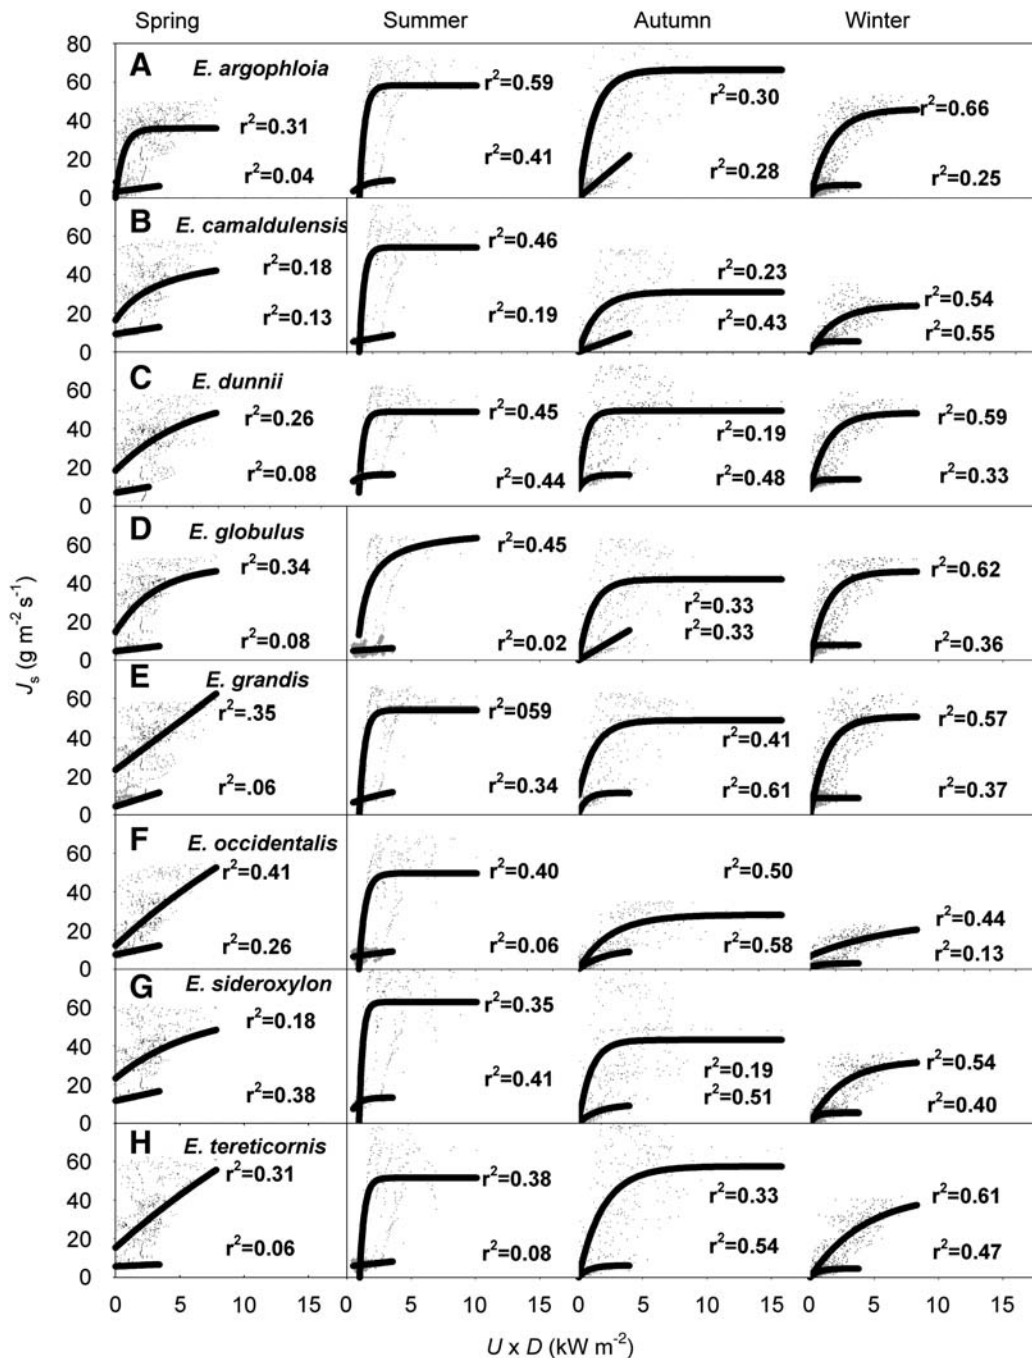 Spring Summer Autumn Winter
80
A E. argophloia r²=0.59
60
r²=0.30 r²=0.66
40 r²=0.31
r²=0.41
20 r²=0.04 r²=0.28 r²=0.25
0
B E. camaldulensis
60 r²=0.46
r²=0.18 r²=0.23
40
r²=0.54
20 r²=0.13 r²=0.19 r²=0.43
r²=0.55
0
C E. dunnii
60
r²=0.26 r²=0.45 r²=0.59
40 r²=0.19
20 r²=0.08 r²=0.44 r²=0.48 r²=0.33
0
D E. globulus
60 r²=0.45
r²=0.34 r²=0.62
40
r²=0.33
20 r²=0.33
r²=0.08 r²=0.02 r²=0.36
0
Js (g m⁻² s⁻¹)
E E. grandis
60
r²=.35 r²=059 r²=0.57
40 r²=0.41
20 r²=.06 r²=0.34 r²=0.61 r²=0.37
0
F E. occidentalis
60
r²=0.41 r²=0.40 r²=0.50
40
r²=0.44
20
r²=0.26 r²=0.06 r²=0.58 r²=0.13
0
G E. sideroxylon
60 r²=0.35
r²=0.18
40
r²=0.54
r²=0.19
20 r²=0.38 r²=0.41 r²=0.51 r²=0.40
0
H E. tereticornis
60
r²=0.31 r²=0.38
40 r²=0.33 r²=0.61
20 r²=0.06 r²=0.08 r²=0.54 r²=0.47
0
0 5 10 15 0 5 10 15 0 5 10 15 0 5 10 15
U x D (kW m⁻²)